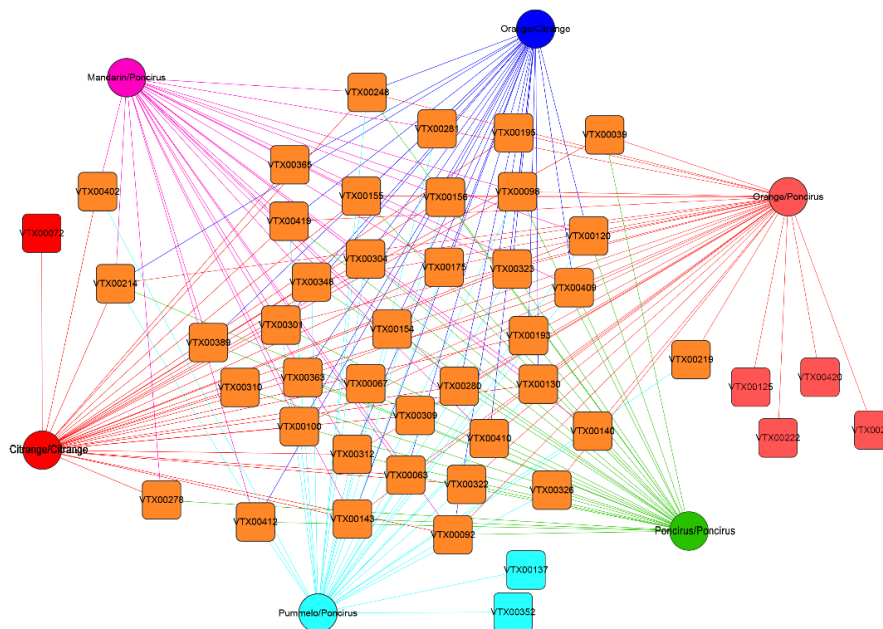 Orange/Citrange
Mandarin/Poncirus
VTX00248
VTX00281
VTX00195
VTX00039
VTX00365
VTX00402
VTX00155
VTX00156
VTX00098
Orange/Poncirus
VTX00419
VTX00072
VTX00120
VTX00304
VTX00175
VTX00323
VTX00214
VTX00348
VTX00409
VTX00301
VTX00154
VTX00193
VTX00389
VTX00219
VTX00310
VTX00363
VTX00067
VTX00280
VTX00130
VTX00125
VTX00420
VTX00309
VTX00100
VTX00410
VTX00140
VTX00222
Citrange/Citrange
VTX00312
VTX00063
VTX00322
VTX00326
VTX00278
VTX00412
VTX00143
VTX00092
Poncirus/Poncirus
VTX00137
Pummelo/Poncirus
VTX00352